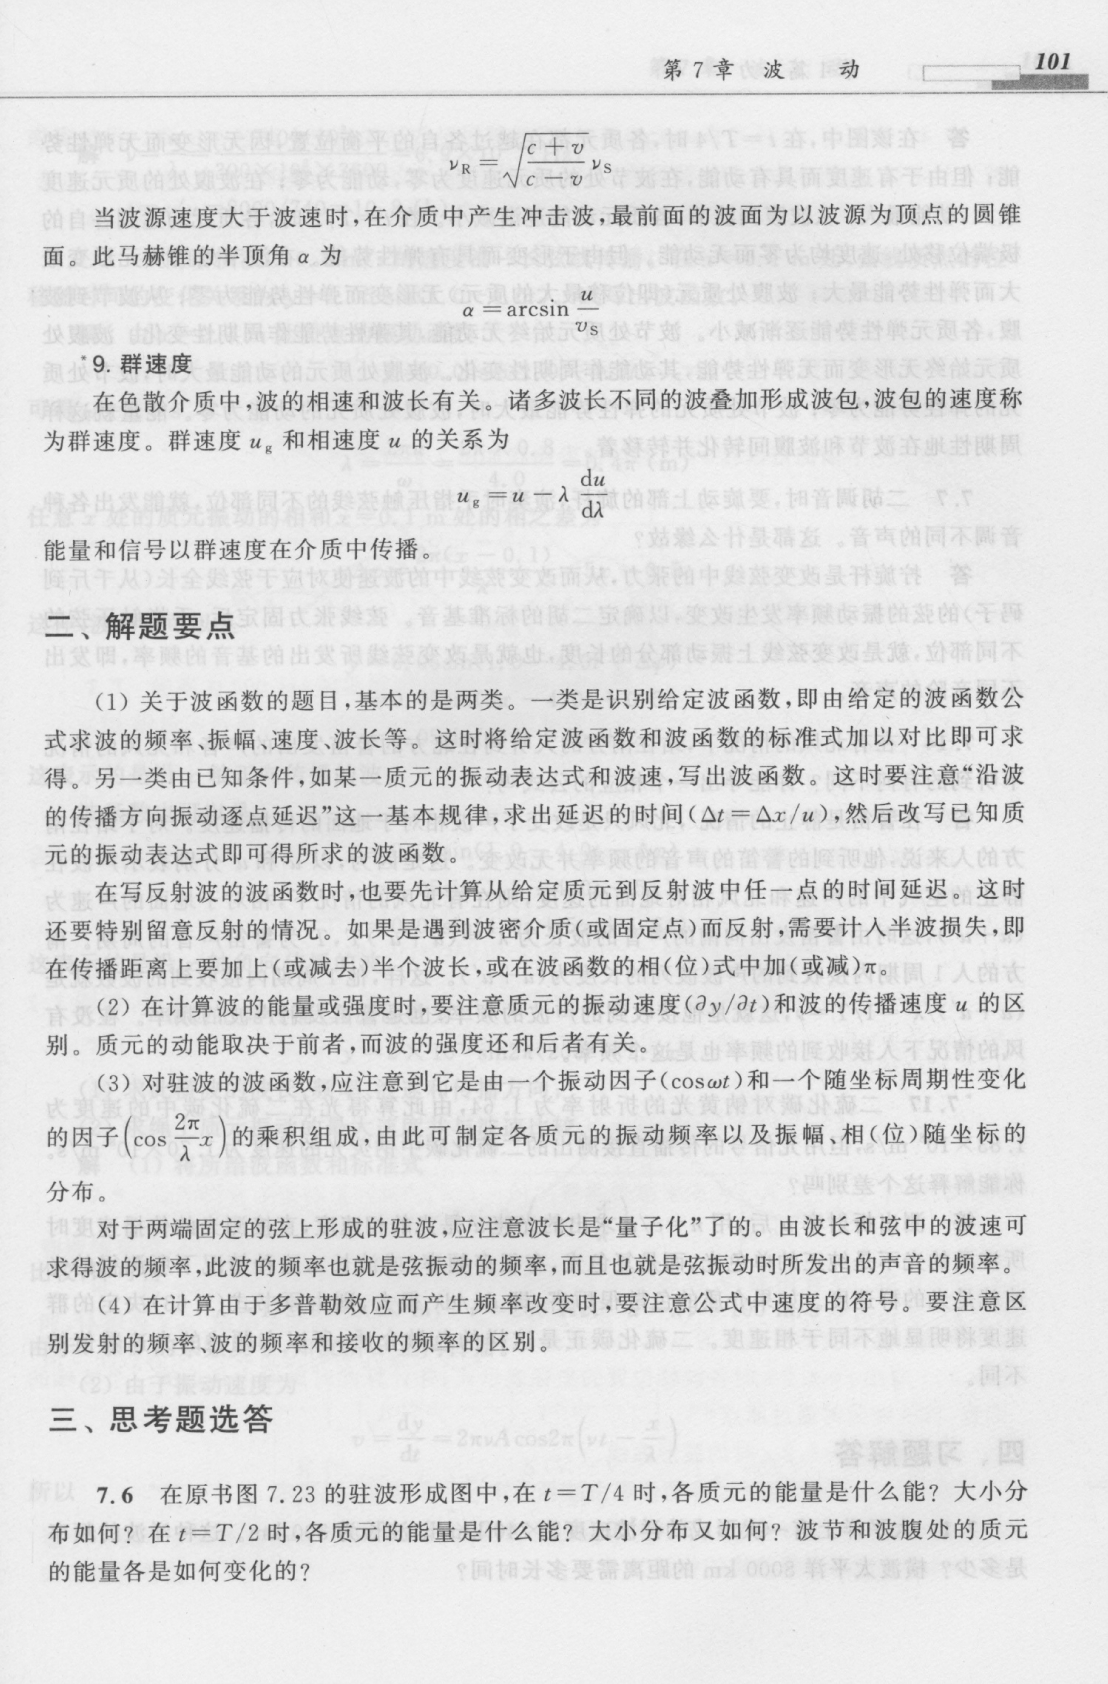 第7章 波 动
101
ν_R = √((c+v)/(c−v)) ν_S
当波源速度大于波速时,在介质中产生冲击波,最前面的波面为以波源为顶点的圆锥
面。此马赫锥的半顶角 α 为
α = arcsin u/v_S
*9. 群速度
在色散介质中,波的相速和波长有关。诸多波长不同的波叠加形成波包,波包的速度称
为群速度。群速度 u_g 和相速度 u 的关系为
u_g = u − λ du/dλ
能量和信号以群速度在介质中传播。
二、解题要点
(1) 关于波函数的题目,基本的是两类。一类是识别给定波函数,即由给定的波函数公
式求波的频率、振幅、速度、波长等。这时将给定波函数和波函数的标准式加以对比即可求
得。另一类由已知条件,如某一质元的振动表达式和波速,写出波函数。这时要注意“沿波
的传播方向振动逐点延迟”这一基本规律,求出延迟的时间(Δt=Δx/u),然后改写已知质
元的振动表达式即可得所求的波函数。
在写反射波的波函数时,也要先计算从给定质元到反射波中任一点的时间延迟。这时
还要特别留意反射的情况。如果是遇到波密介质(或固定点)而反射,需要计入半波损失,即
在传播距离上要加上(或减去)半个波长,或在波函数的相(位)式中加(或减)π。
(2) 在计算波的能量或强度时,要注意质元的振动速度(∂y/∂t)和波的传播速度 u 的区
别。质元的动能取决于前者,而波的强度还和后者有关。
(3) 对驻波的波函数,应注意到它是由一个振动因子(cosωt)和一个随坐标周期性变化
的因子(cos 2π/λ x)的乘积组成,由此可制定各质元的振动频率以及振幅、相(位)随坐标的
分布。
对于两端固定的弦上形成的驻波,应注意波长是“量子化”了的。由波长和弦中的波速可
求得波的频率,此波的频率也就是弦振动的频率,而且也就是弦振动时所发出的声音的频率。
(4) 在计算由于多普勒效应而产生频率改变时,要注意公式中速度的符号。要注意区
别发射的频率、波的频率和接收的频率的区别。
三、思考题选答
7.6 在原书图 7.23 的驻波形成图中,在 t=T/4 时,各质元的能量是什么能?大小分
布如何?在 t=T/2 时,各质元的能量是什么能?大小分布又如何?波节和波腹处的质元
的能量各是如何变化的?